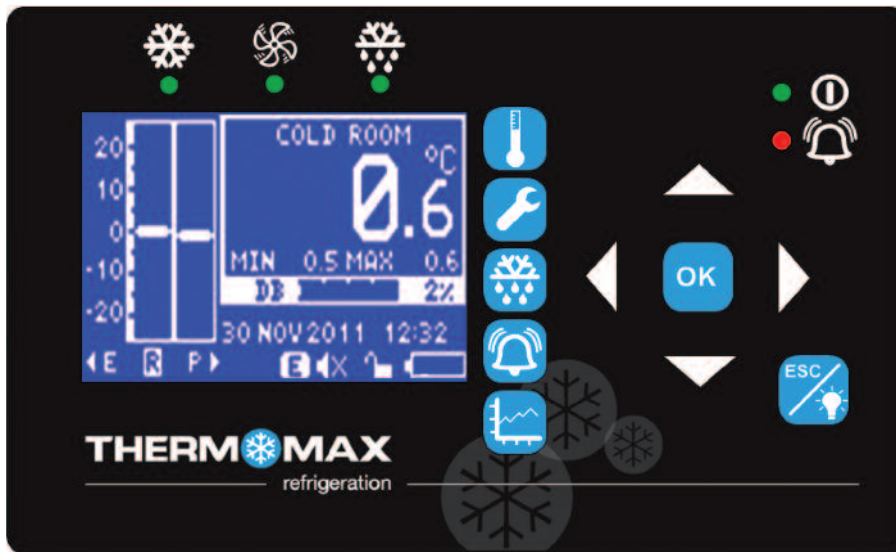 COLD ROOM
°C
0.6
MIN 0.5 MAX 0.6
DB 2%
30 NOV 2011 12:32
20
10
0
-10
-20
E R P
E
OK
ESC
THERMOMAX
refrigeration